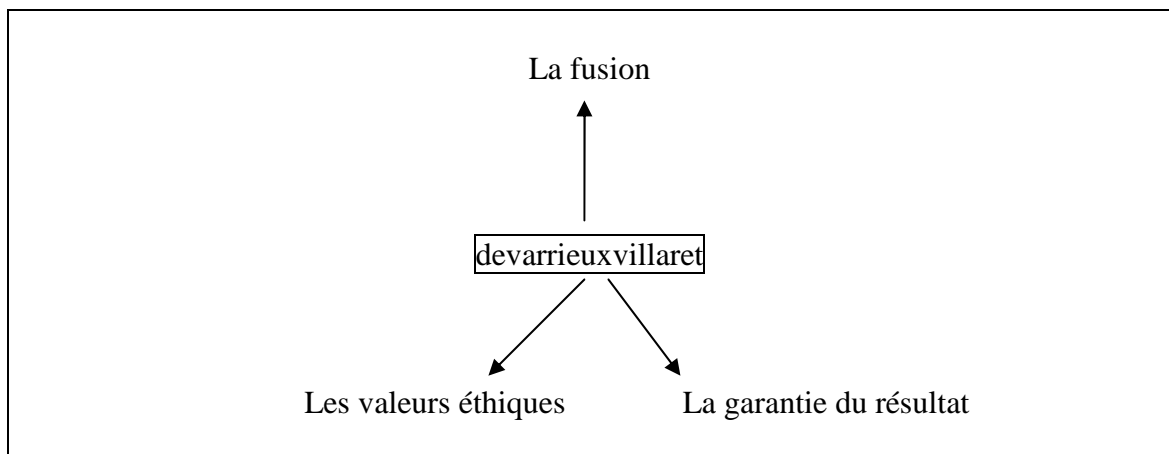 La fusion
devarrieuxvillaret
Les valeurs éthiques
La garantie du résultat